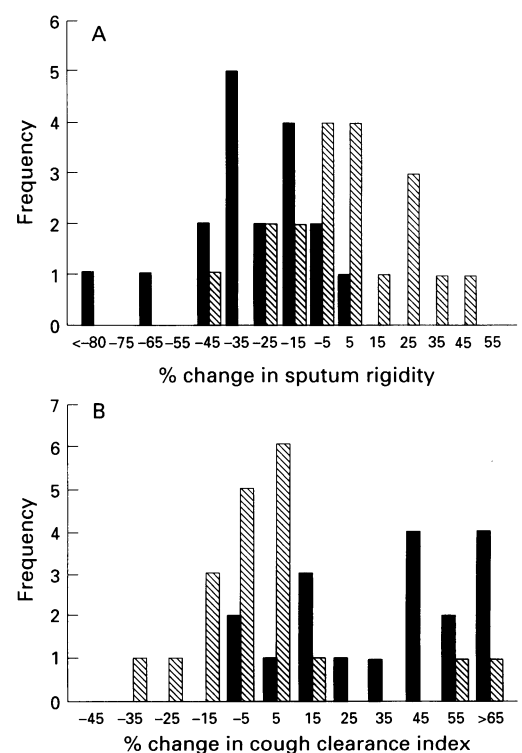 A
6
5
4
3
2
1
0
Frequency
<–80 –75 –65 –55 –45 –35 –25 –15 –5 5 15 25 35 45 55
% change in sputum rigidity
B
7
6
5
4
3
2
1
0
Frequency
–45 –35 –25 –15 –5 5 15 25 35 45 55 >65
% change in cough clearance index